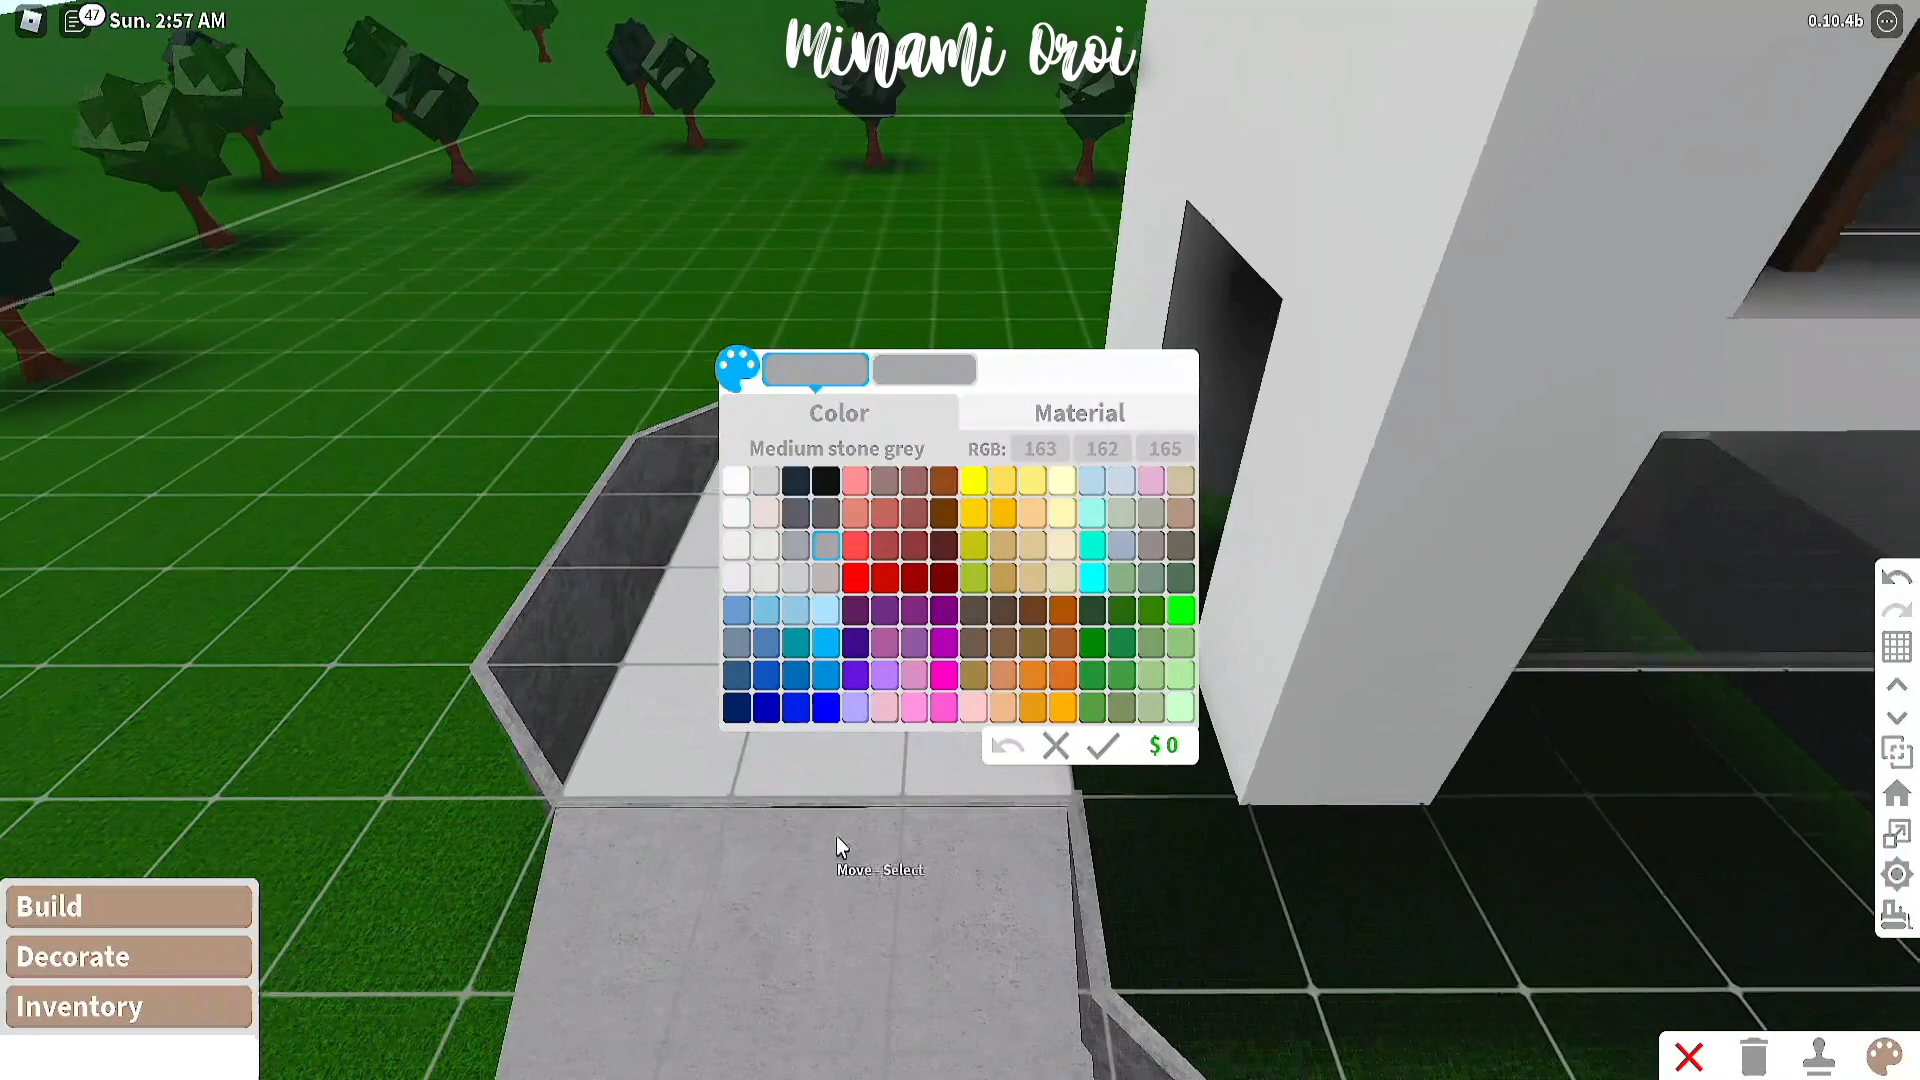 47
Sun. 2:57 AM
Minami Oroi
0.10.4b
Color
Material
Medium stone grey
RGB: 163 162 165
$ 0
Move Select
Build
Decorate
Inventory